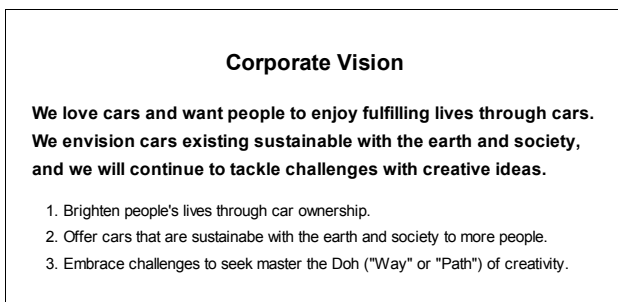 Corporate Vision
We love cars and want people to enjoy fulfilling lives through cars.
We envision cars existing sustainable with the earth and society,
and we will continue to tackle challenges with creative ideas.
1. Brighten people's lives through car ownership.
2. Offer cars that are sustainabe with the earth and society to more people.
3. Embrace challenges to seek master the Doh ("Way" or "Path") of creativity.